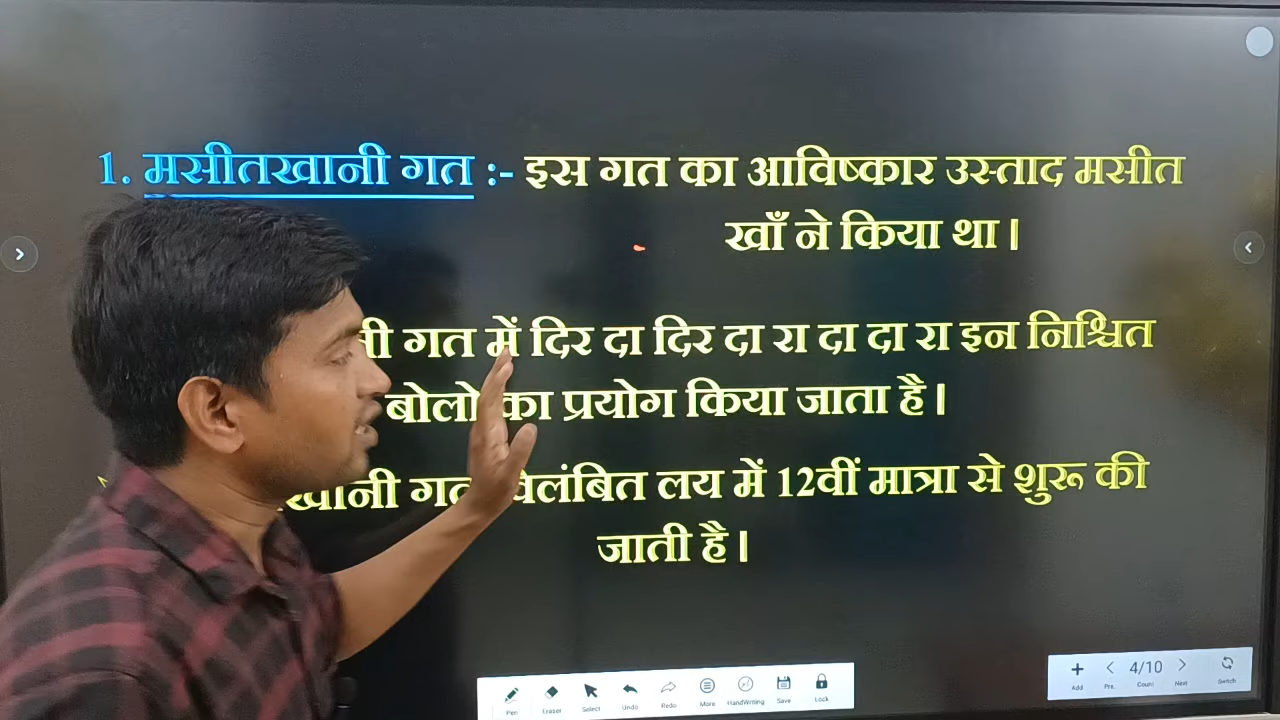 1. मसीतखानी गत :- इस गत का आविष्कार उस्ताद मसीत
खाँ ने किया था |
गत में दिर दा दिर दा रा दा दा रा इन निश्चित
बोलो का प्रयोग किया जाता है |
विलंबित लय में 12वीं मात्रा से शुरू की
जाती है |
Pen Eraser Select Undo Redo More HandWriting Save Lock
4/10
Add Pre. Count Next Switch